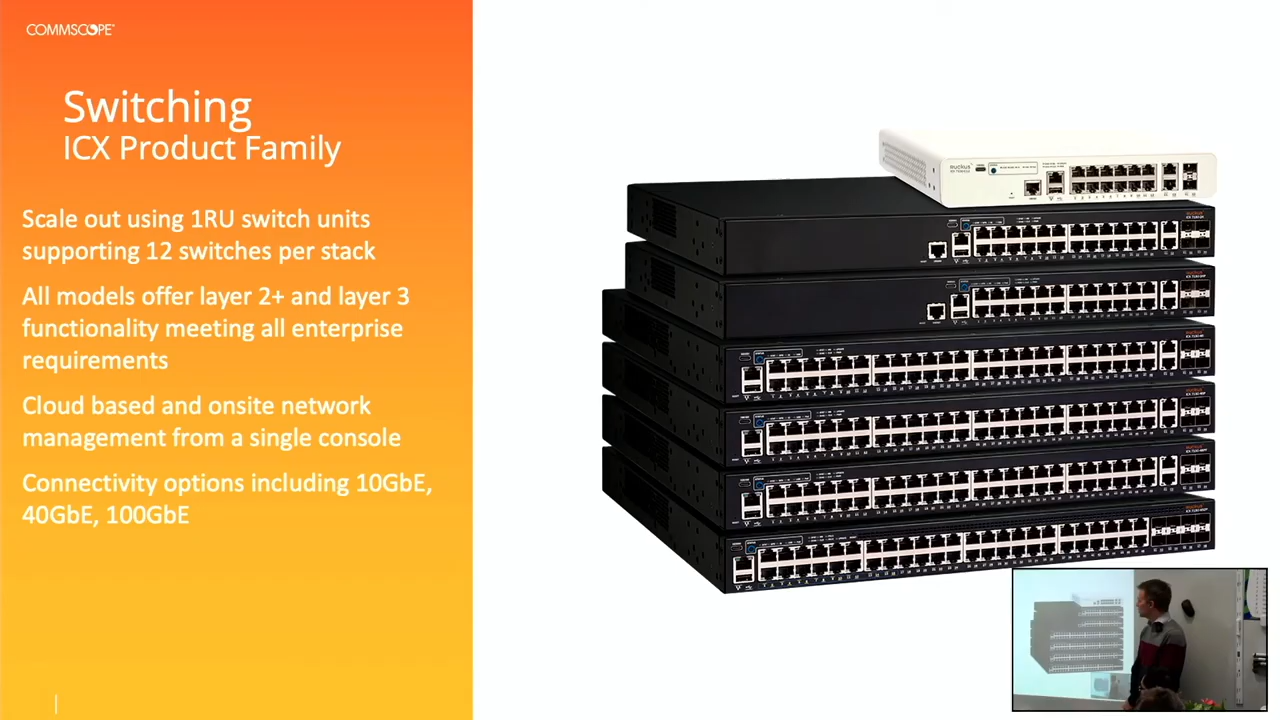 COMMSCOPE
Switching
ICX Product Family
Scale out using 1RU switch units
supporting 12 switches per stack
All models offer layer 2+ and layer 3
functionality meeting all enterprise
requirements
Cloud based and onsite network
management from a single console
Connectivity options including 10GbE,
40GbE, 100GbE
RUCKUS